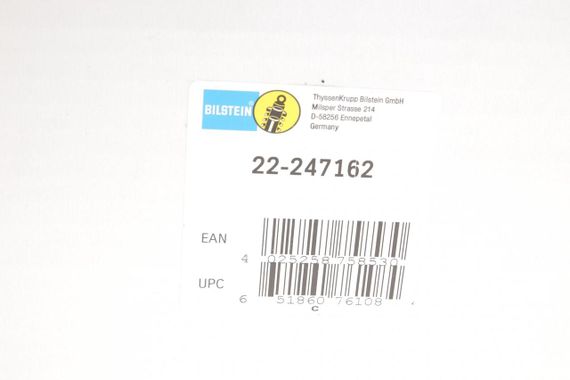 BILSTEIN
ThyssenKrupp Bilstein GmbH
Milsper Strasse 214
D-58256 Ennepetal
Germany
22-247162
EAN
4 025258 758530
UPC
6 51860 76108
C